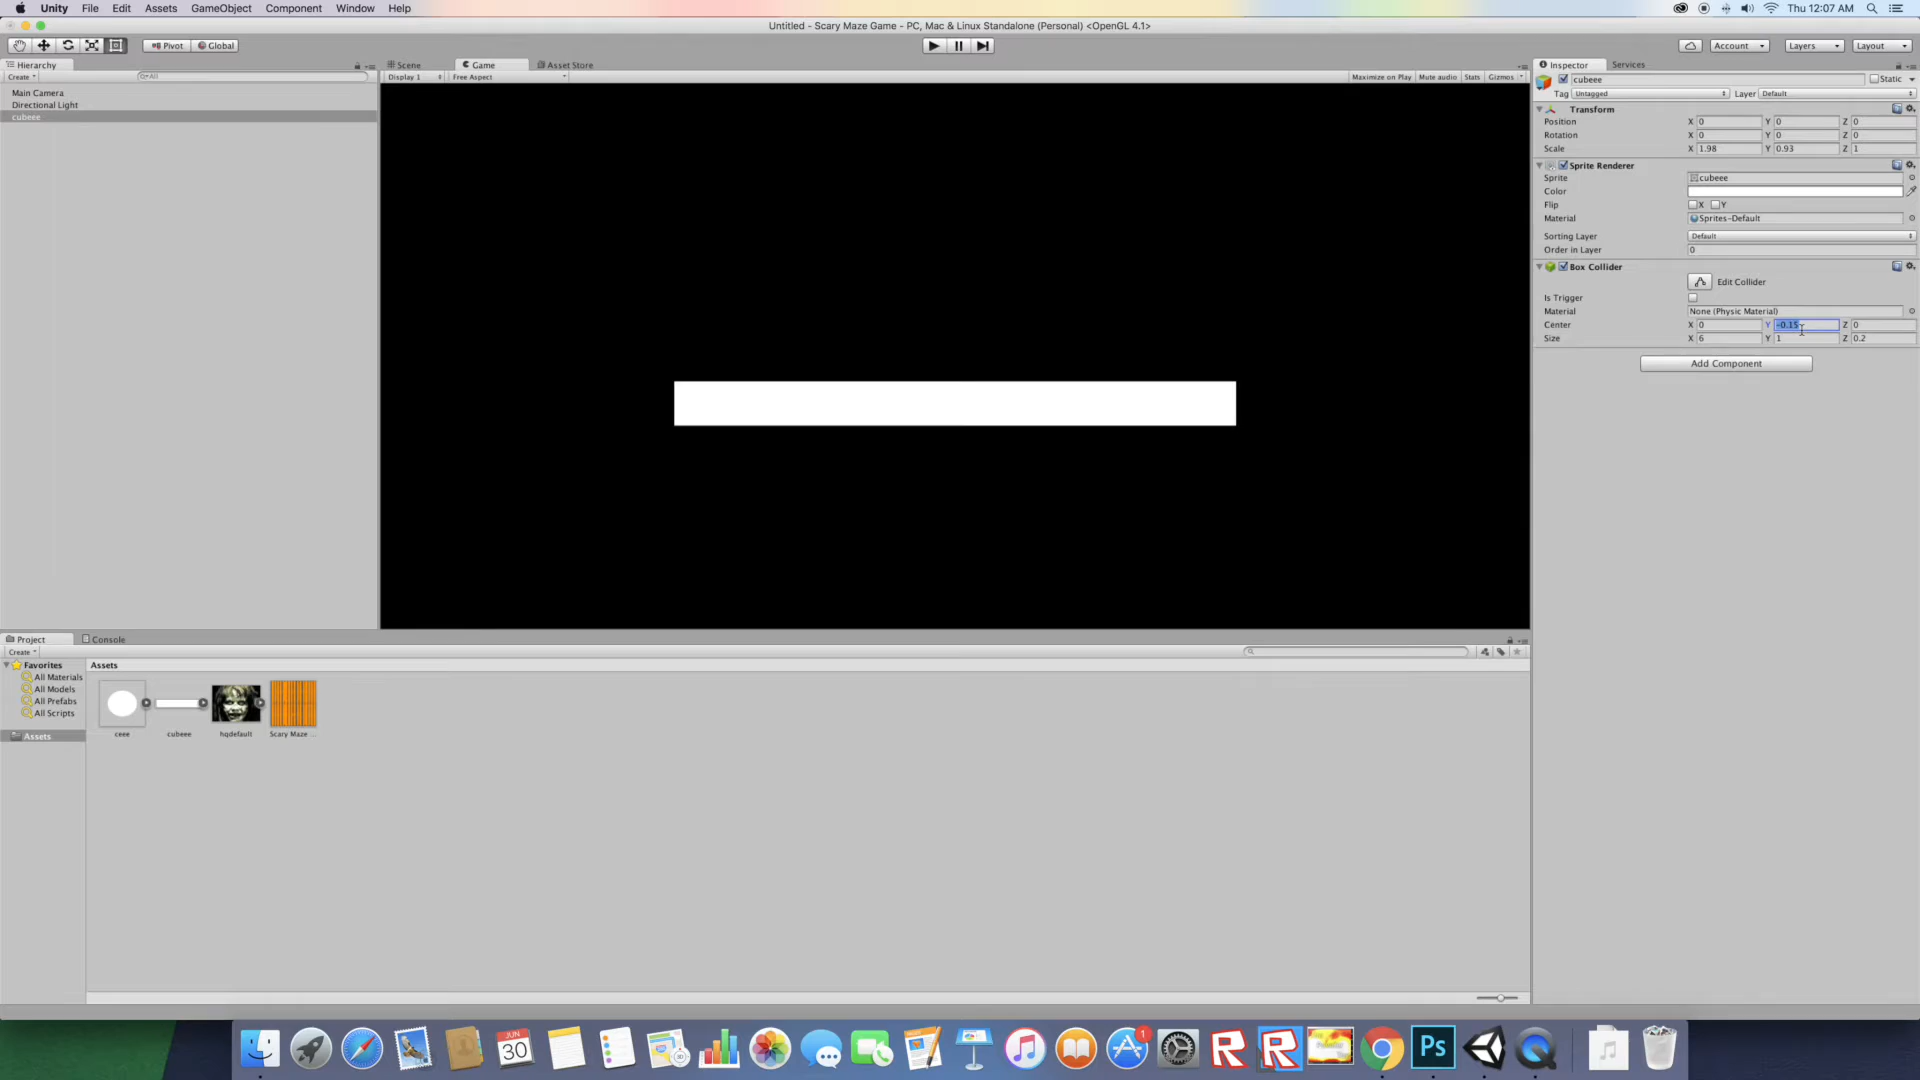 Unity File Edit Assets GameObject Component Window Help Thu 12:07 AM
Untitled - Scary Maze Game - PC, Mac & Linux Standalone (Personal) <OpenGL 4.1>
Pivot Global Account Layers Layout
Hierarchy Scene Game Asset Store Inspector Services
Create All Display 1 Free Aspect Maximize on Play Mute audio Stats Gizmos cubeee Static
Main Camera Tag Untagged Layer Default
Directional Light Transform
cubeee Position X 0 Y 0 Z 0
Rotation X 0 Y 0 Z 0
Scale X 1.98 Y 0.93 Z 1
Sprite Renderer
Sprite cubeee
Color
Flip X Y
Material Sprites-Default
Sorting Layer Default
Order in Layer 0
Box Collider
Edit Collider
Is Trigger
Material None (Physic Material)
Center X 0 Y -0.15 Z 0
Size X 6 Y 1 Z 0.2
Add Component
Project Console
Create
Favorites Assets
All Materials
All Models
All Prefabs
All Scripts
Assets ceee cubeee hqdefault Scary Maze ...
JUN
30
1
Ps